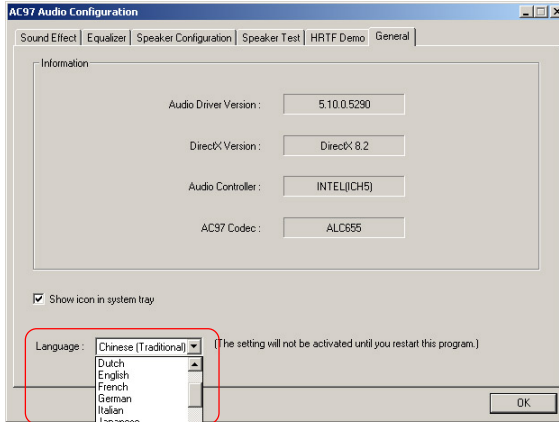 AC97 Audio Configuration
Sound Effect Equalizer Speaker Configuration Speaker Test HRTF Demo General
Information
Audio Driver Version : 5.10.0.5290
DirectX Version : DirectX 8.2
Audio Controller : INTEL(ICH5)
AC97 Codec : ALC655
Show icon in system tray
Language : Chinese (Traditional) (The setting will not be activated until you restart this program.)
Dutch
English
French
German
Italian
Japanese
OK